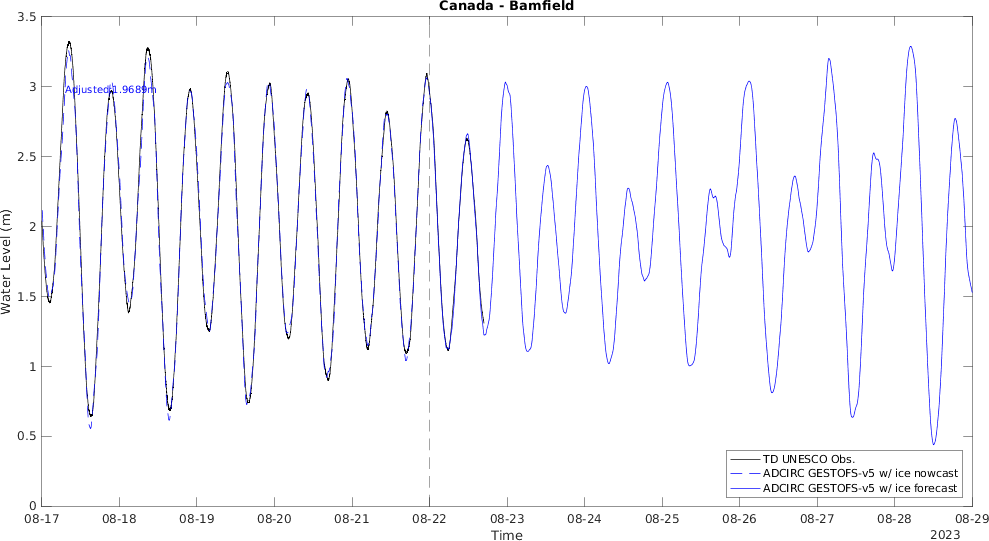 Canada - Bamfield
3.5
3
2.5
2
1.5
1
0.5
0
Water Level (m)
Adjusted:1.9689m
TD UNESCO Obs.
ADCIRC GESTOFS-v5 w/ ice nowcast
ADCIRC GESTOFS-v5 w/ ice forecast
08-17 08-18 08-19 08-20 08-21 08-22 08-23 08-24 08-25 08-26 08-27 08-28 08-29
Time
2023